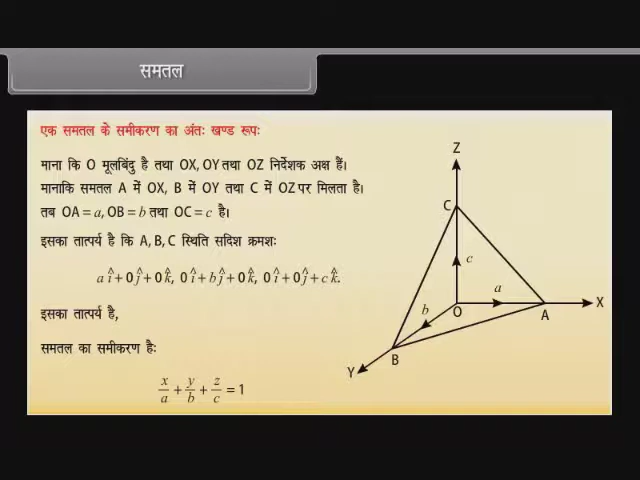 समतल
एक समतल के समीकरण का अंतः खण्ड रूपः
माना कि O मूलबिंदु है तथा OX, OY तथा OZ निर्देशक अक्ष हैं।
मानाकि समतल A में OX, B में OY तथा C में OZ पर मिलता है।
तब OA = a, OB = b तथा OC = c है।
इसका तात्पर्य है कि A, B, C स्थिति सदिश क्रमशः
a î + 0 ĵ + 0 k̂, 0 î + b ĵ + 0 k̂, 0 î + 0 ĵ + c k̂.
इसका तात्पर्य है,
समतल का समीकरण हैः
x/a + y/b + z/c = 1
Z
C
c
a
X
b
O
A
B
Y